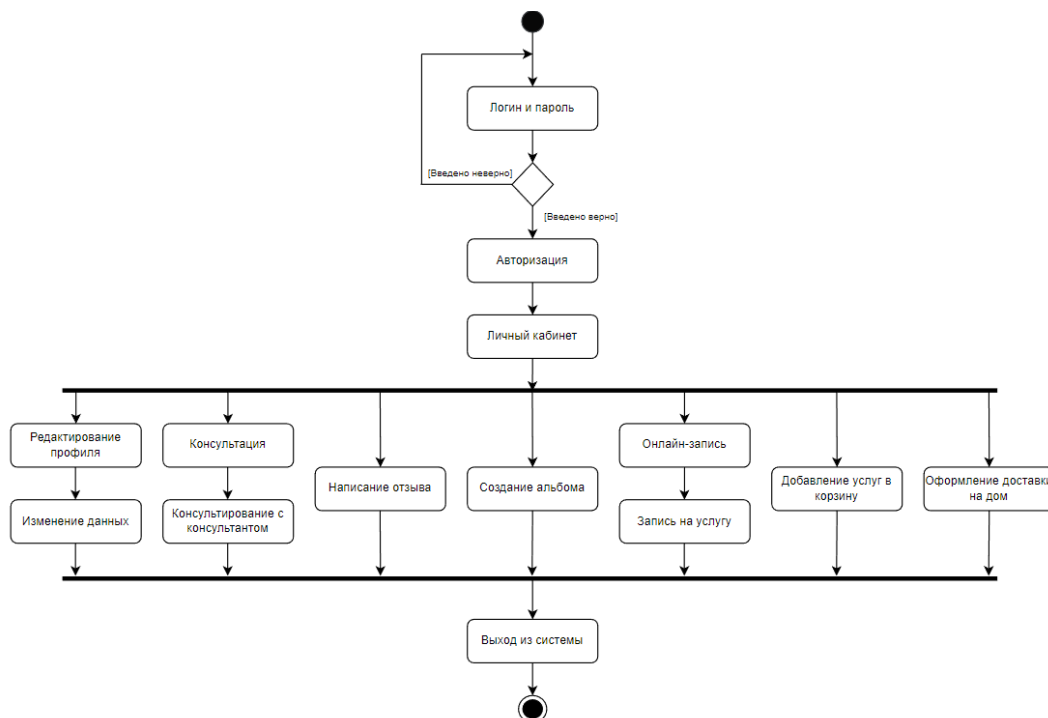 Логин и пароль
[Введено неверно]
[Введено верно]
Авторизация
Личный кабинет
Редактирование
профиля
Консультация
Онлайн-запись
Написание отзыва
Создание альбома
Добавление услуг в
корзину
Оформление доставки
на дом
Изменение данных
Консультирование с
консультантом
Запись на услугу
Выход из системы